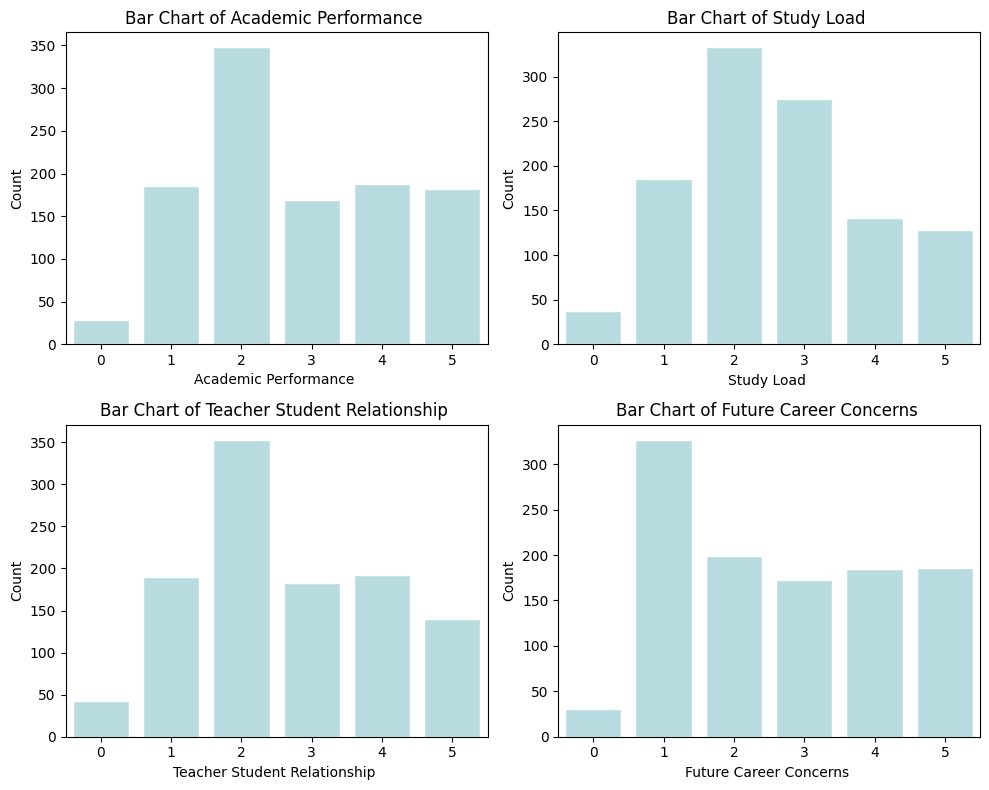 Bar Chart of Academic Performance
350
300
250
200
150
100
50
0
Count
0 1 2 3 4 5
Academic Performance
Bar Chart of Study Load
300
250
200
150
100
50
0
Count
0 1 2 3 4 5
Study Load
Bar Chart of Teacher Student Relationship
350
300
250
200
150
100
50
0
Count
0 1 2 3 4 5
Teacher Student Relationship
Bar Chart of Future Career Concerns
300
250
200
150
100
50
0
Count
0 1 2 3 4 5
Future Career Concerns